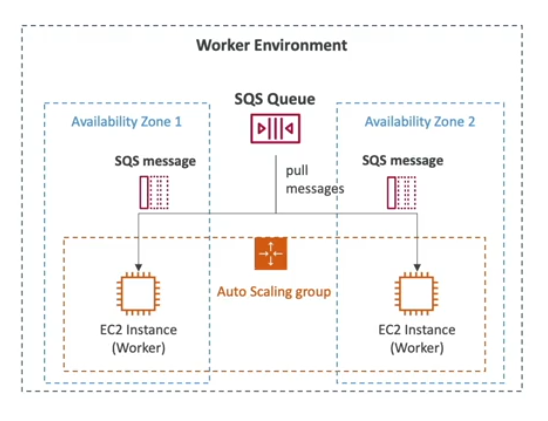 Worker Environment
SQS Queue
Availability Zone 1
Availability Zone 2
SQS message
SQS message
pull
messages
Auto Scaling group
EC2 Instance
(Worker)
EC2 Instance
(Worker)